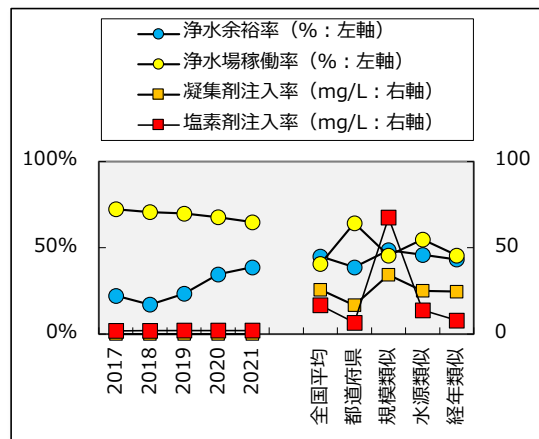 浄水余裕率（%：左軸）
浄水場稼働率（%：左軸）
凝集剤注入率（mg/L：右軸）
塩素剤注入率（mg/L：右軸）
100%
100
50%
50
0%
0
2017
2018
2019
2020
2021
全国平均
都道府県
規模類似
水源類似
経年類似